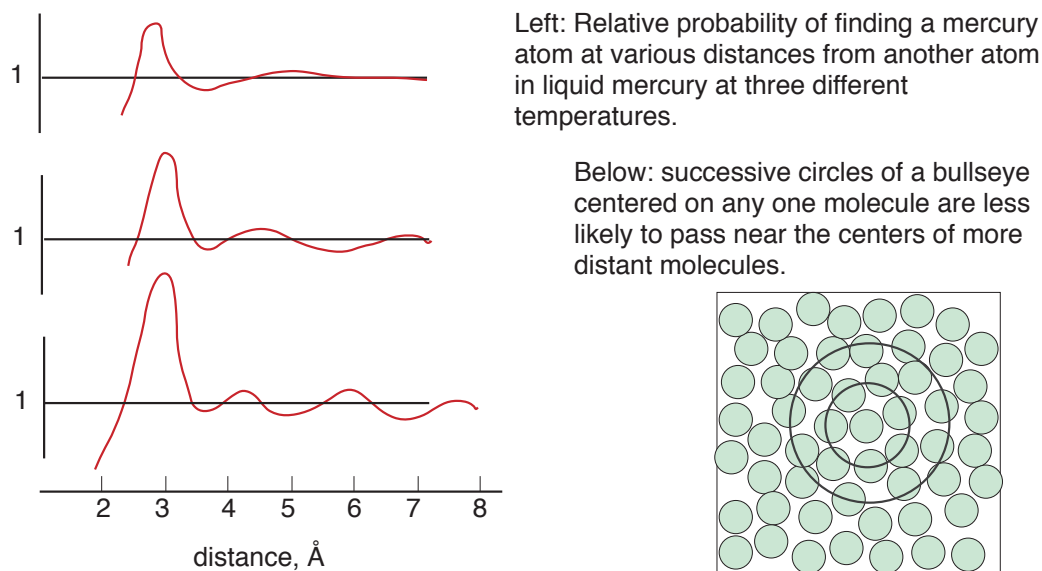 Left: Relative probability of finding a mercury
atom at various distances from another atom
in liquid mercury at three different
temperatures.
Below: successive circles of a bullseye
centered on any one molecule are less
likely to pass near the centers of more
distant molecules.
1
1
1
2 3 4 5 6 7 8
distance, Å